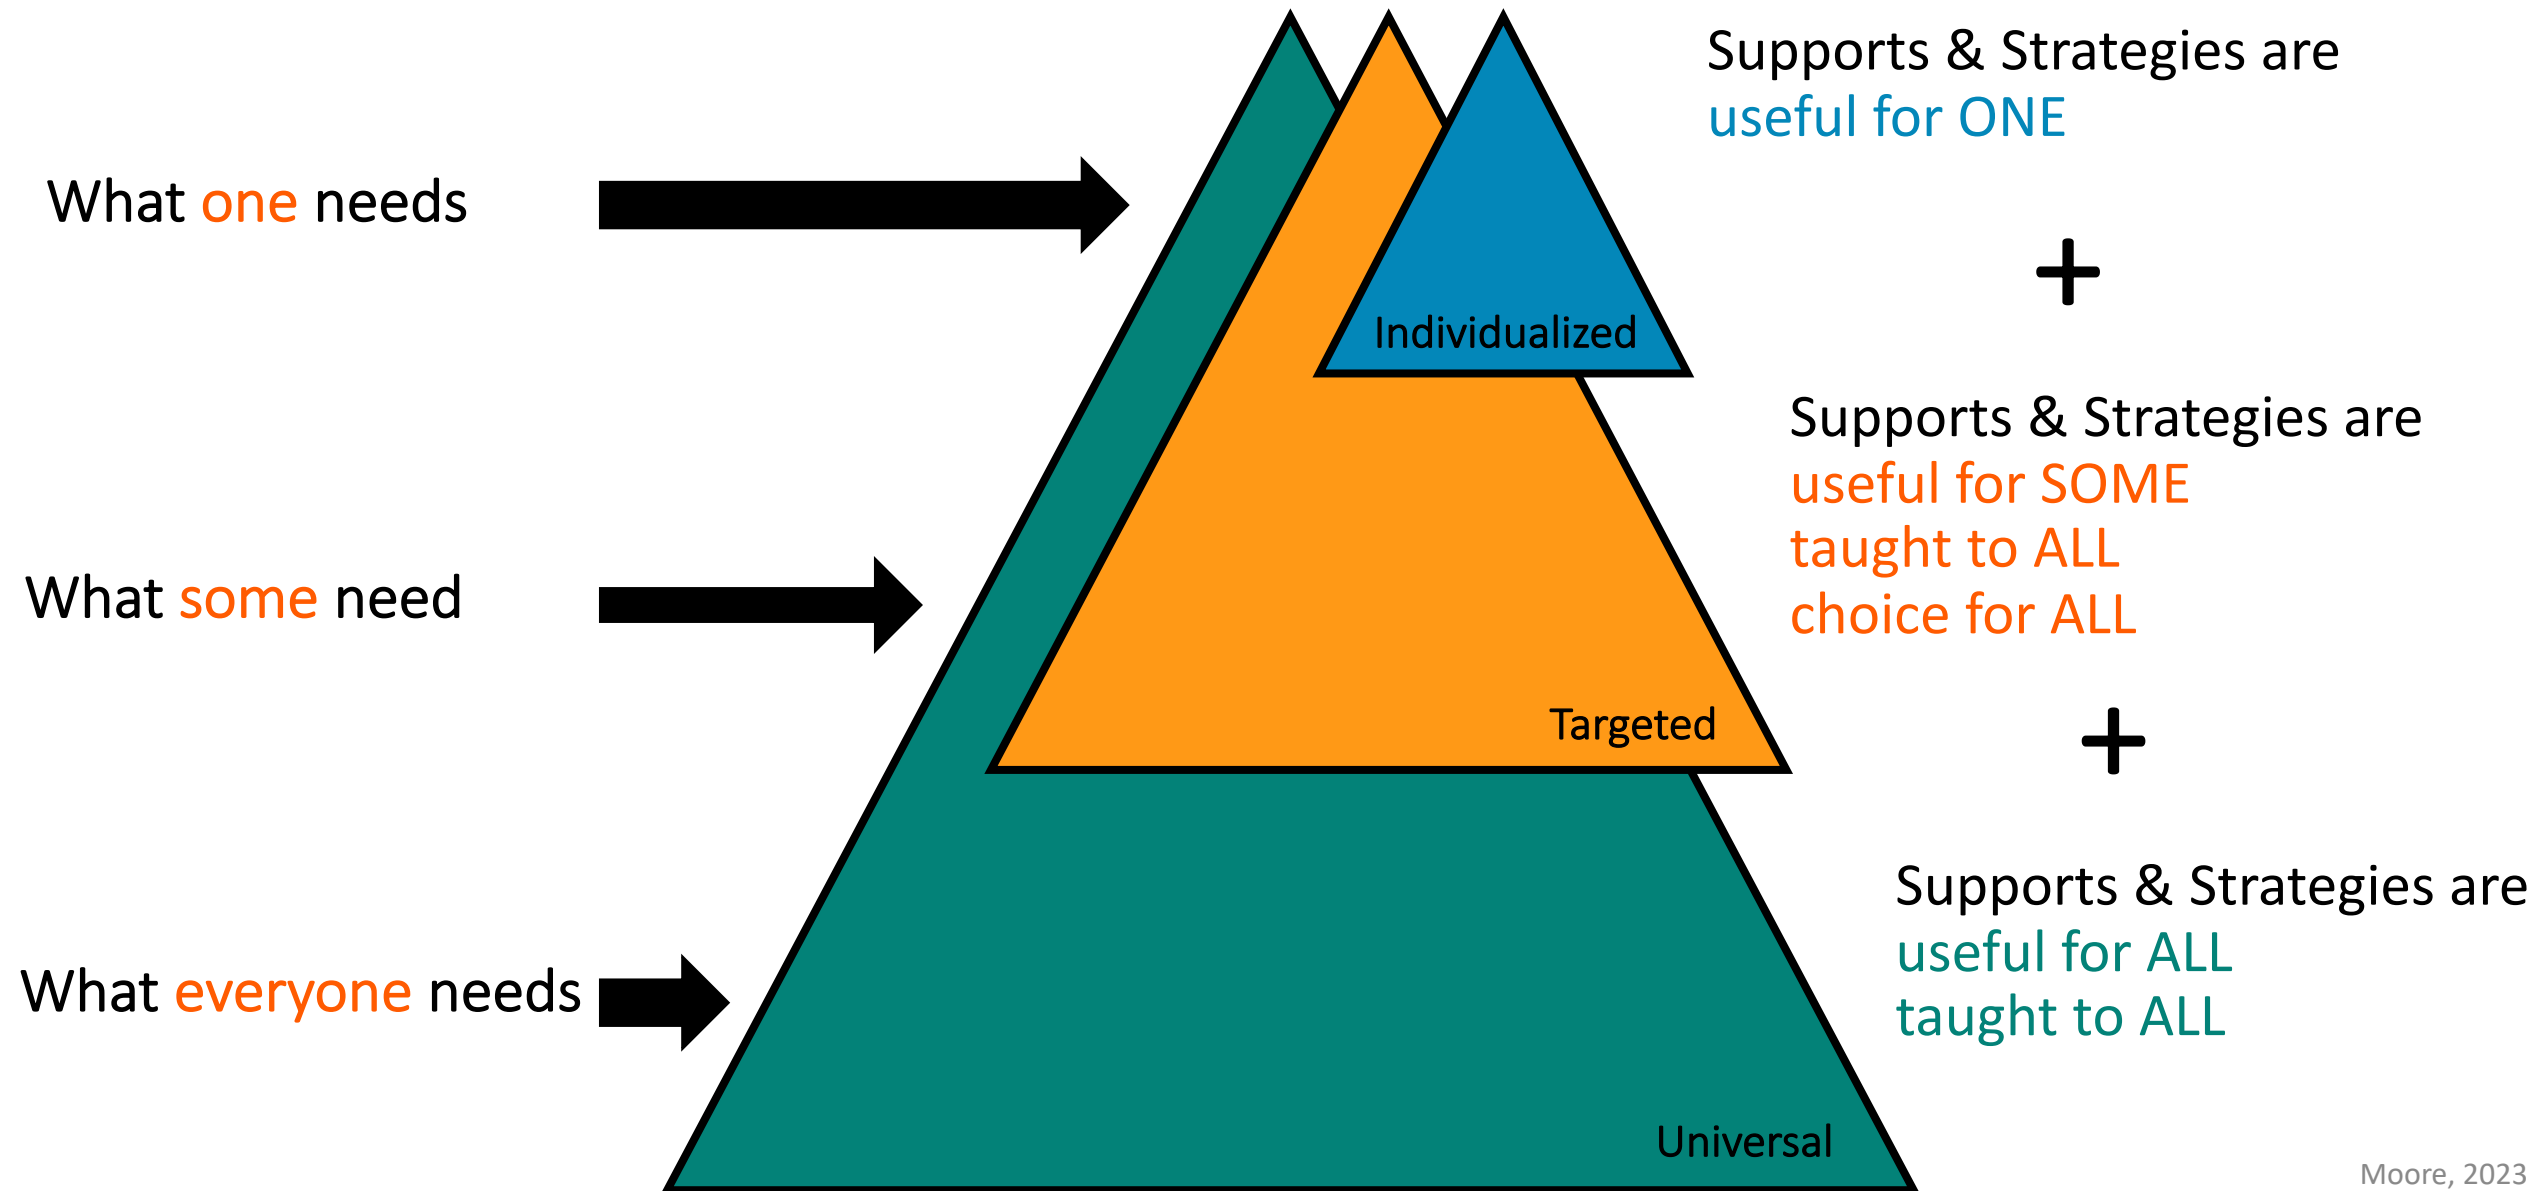 Supports & Strategies are
useful for ONE
What one needs
+
Individualized
Supports & Strategies are
useful for SOME
taught to ALL
choice for ALL
What some need
Targeted
+
Supports & Strategies are
useful for ALL
taught to ALL
What everyone needs
Universal
Moore, 2023